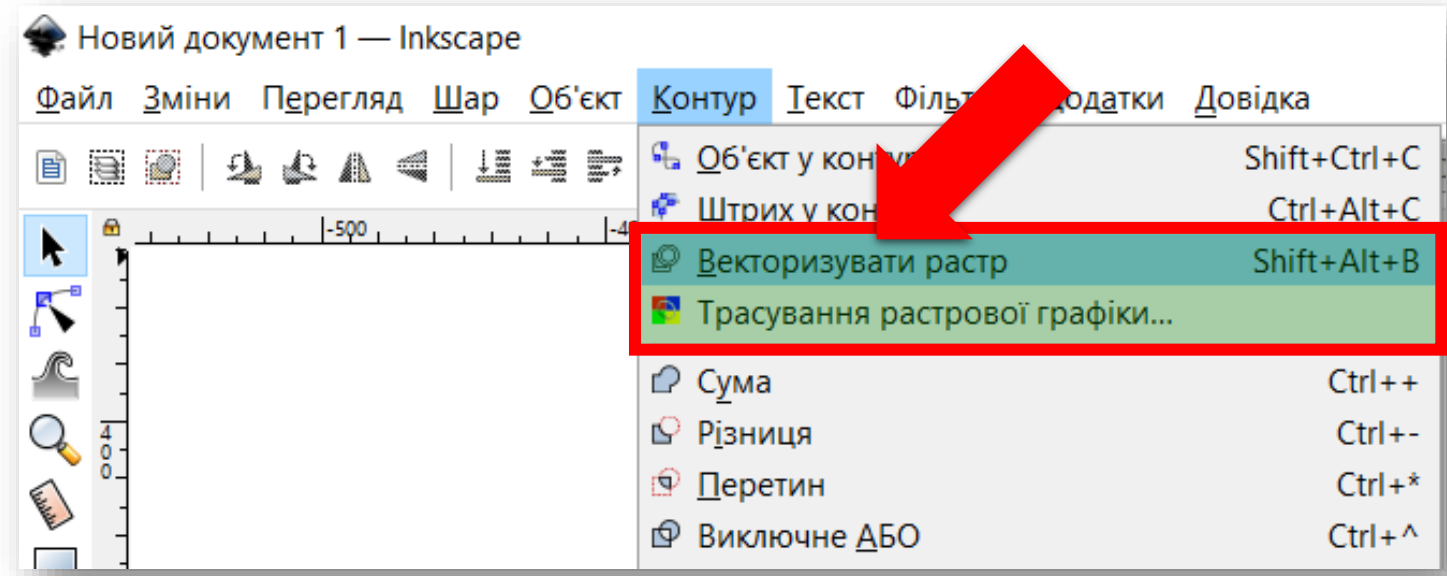 Новий документ 1 — Inkscape
Файл Зміни Перегляд Шар Об'єкт Контур Текст Довідка
Об'єкт у Shift+Ctrl+C
-500
Штрих у Ctrl+Alt+C
Векторизувати растр Shift+Alt+B
Трасування растрової графіки...
Сума Ctrl++
400
Різниця Ctrl+-
Перетин Ctrl+*
Виключне АБО Ctrl+^